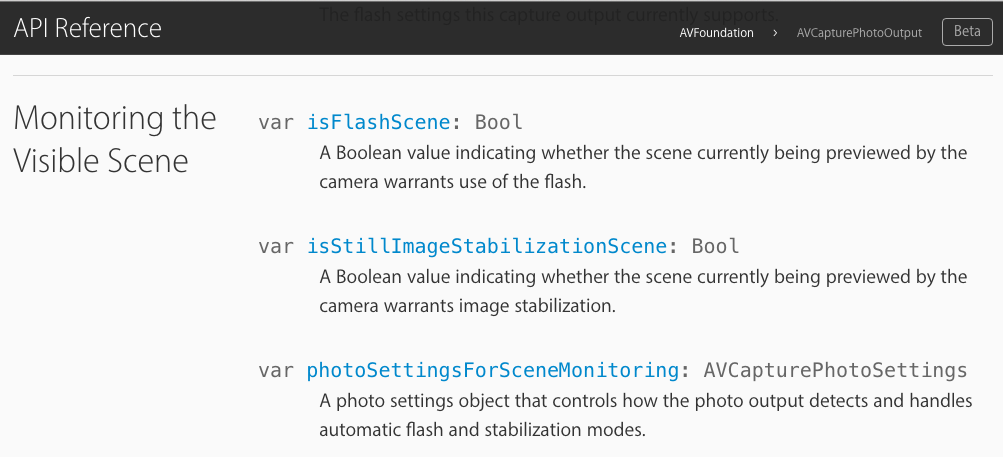 The flash settings this capture output currently supports.
API Reference
AVFoundation > AVCapturePhotoOutput Beta
Monitoring the
Visible Scene
var isFlashScene: Bool
A Boolean value indicating whether the scene currently being previewed by the
camera warrants use of the flash.
var isStillImageStabilizationScene: Bool
A Boolean value indicating whether the scene currently being previewed by the
camera warrants image stabilization.
var photoSettingsForSceneMonitoring: AVCapturePhotoSettings
A photo settings object that controls how the photo output detects and handles
automatic flash and stabilization modes.